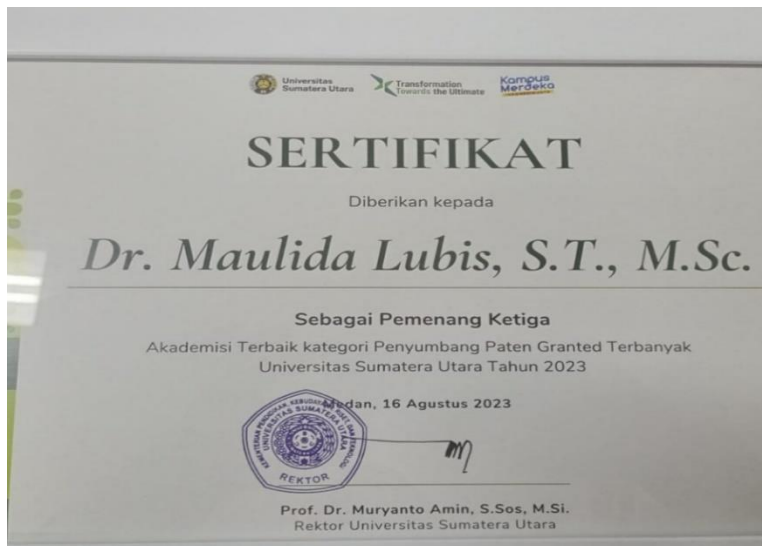 Universitas
Sumatera Utara
Transformation
Towards the Ultimate
Kampus
Merdeka
SERTIFIKAT
Diberikan kepada
Dr. Maulida Lubis, S.T., M.Sc.
Sebagai Pemenang Ketiga
Akademisi Terbaik kategori Penyumbang Paten Granted Terbanyak
Universitas Sumatera Utara Tahun 2023
Medan, 16 Agustus 2023
UNIVERSITAS SUMATERA UTARA
REKTOR
Prof. Dr. Muryanto Amin, S.Sos, M.Si.
Rektor Universitas Sumatera Utara